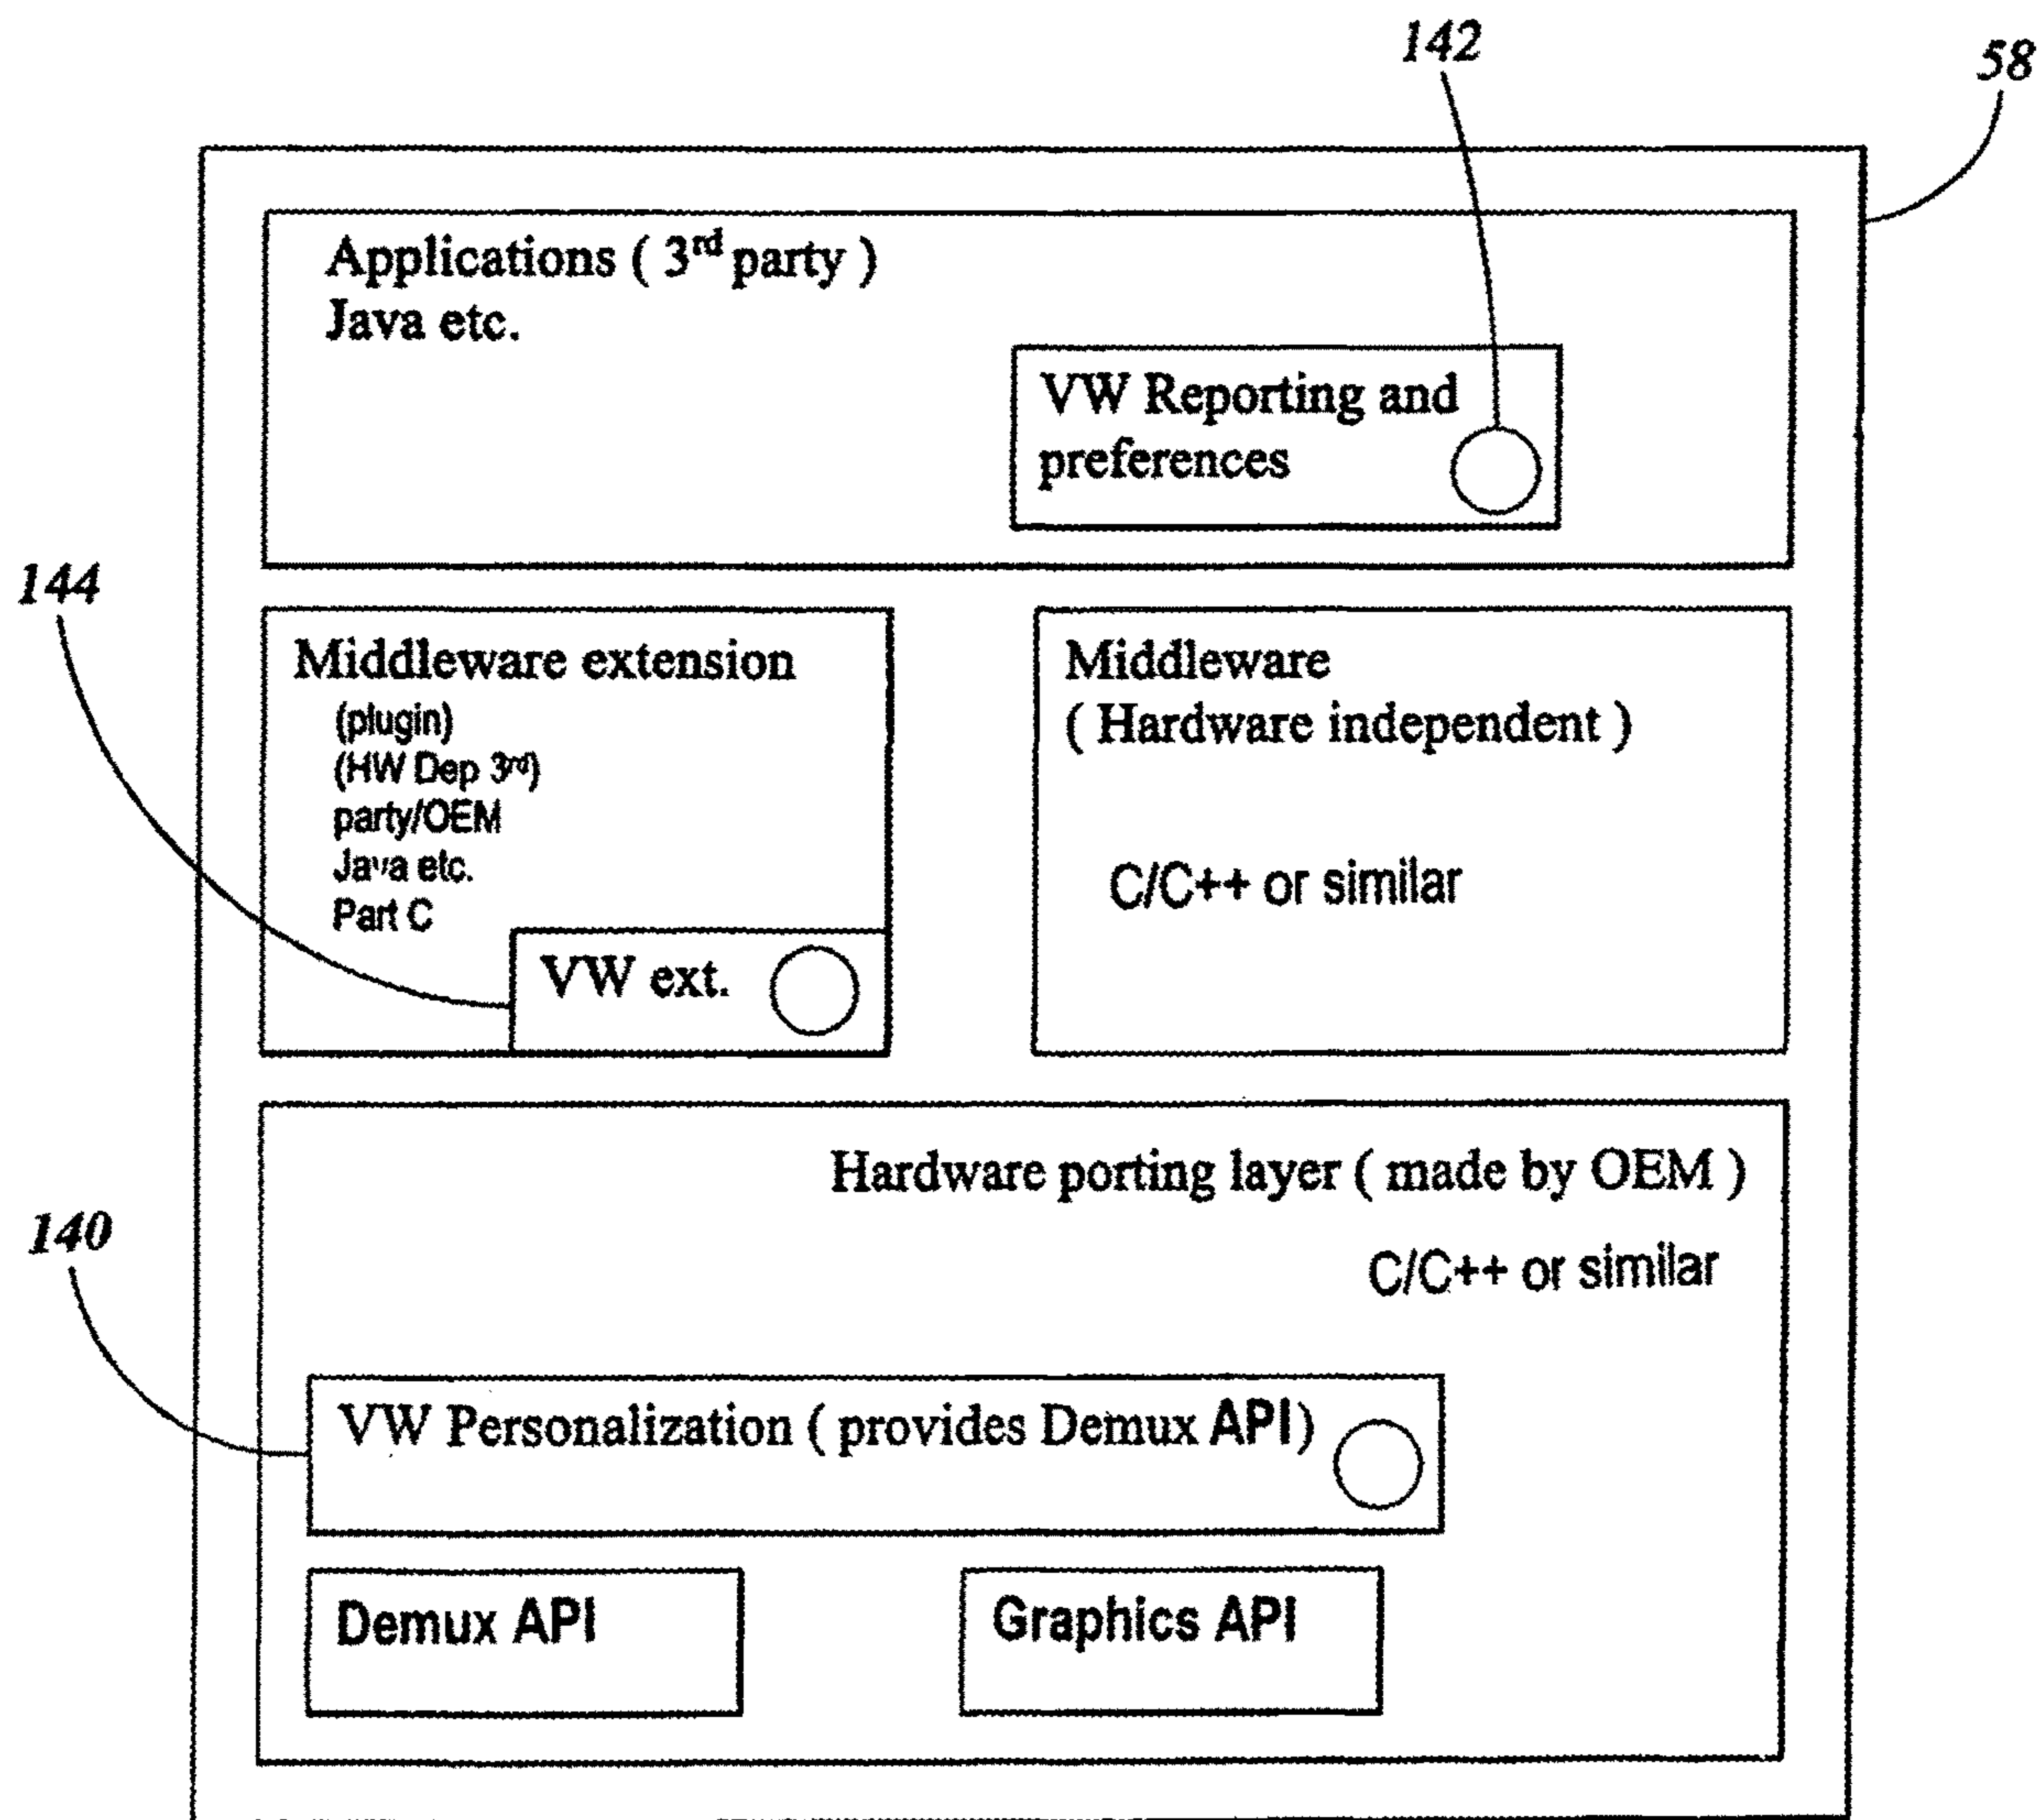 142
58
Applications ( 3rd party )
Java etc.
VW Reporting and
preferences
144
Middleware extension
(plugin)
(HW Dep 3rd)
party/OEM
Java etc.
Part C
VW ext.
Middleware
( Hardware independent )
C/C++ or similar
Hardware porting layer ( made by OEM )
C/C++ or similar
140
VW Personalization ( provides Demux API )
Demux API
Graphics API